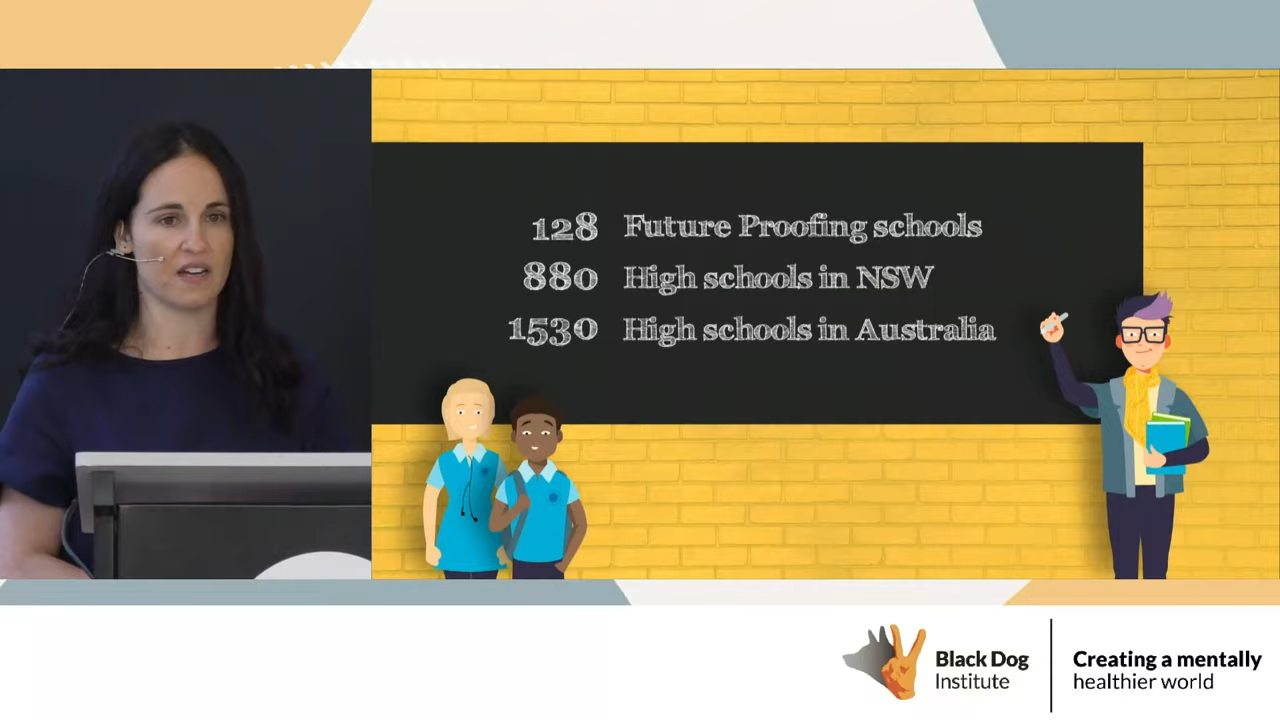 128 Future Proofing schools
880 High schools in NSW
1530 High schools in Australia
Black Dog
Institute
Creating a mentally
healthier world